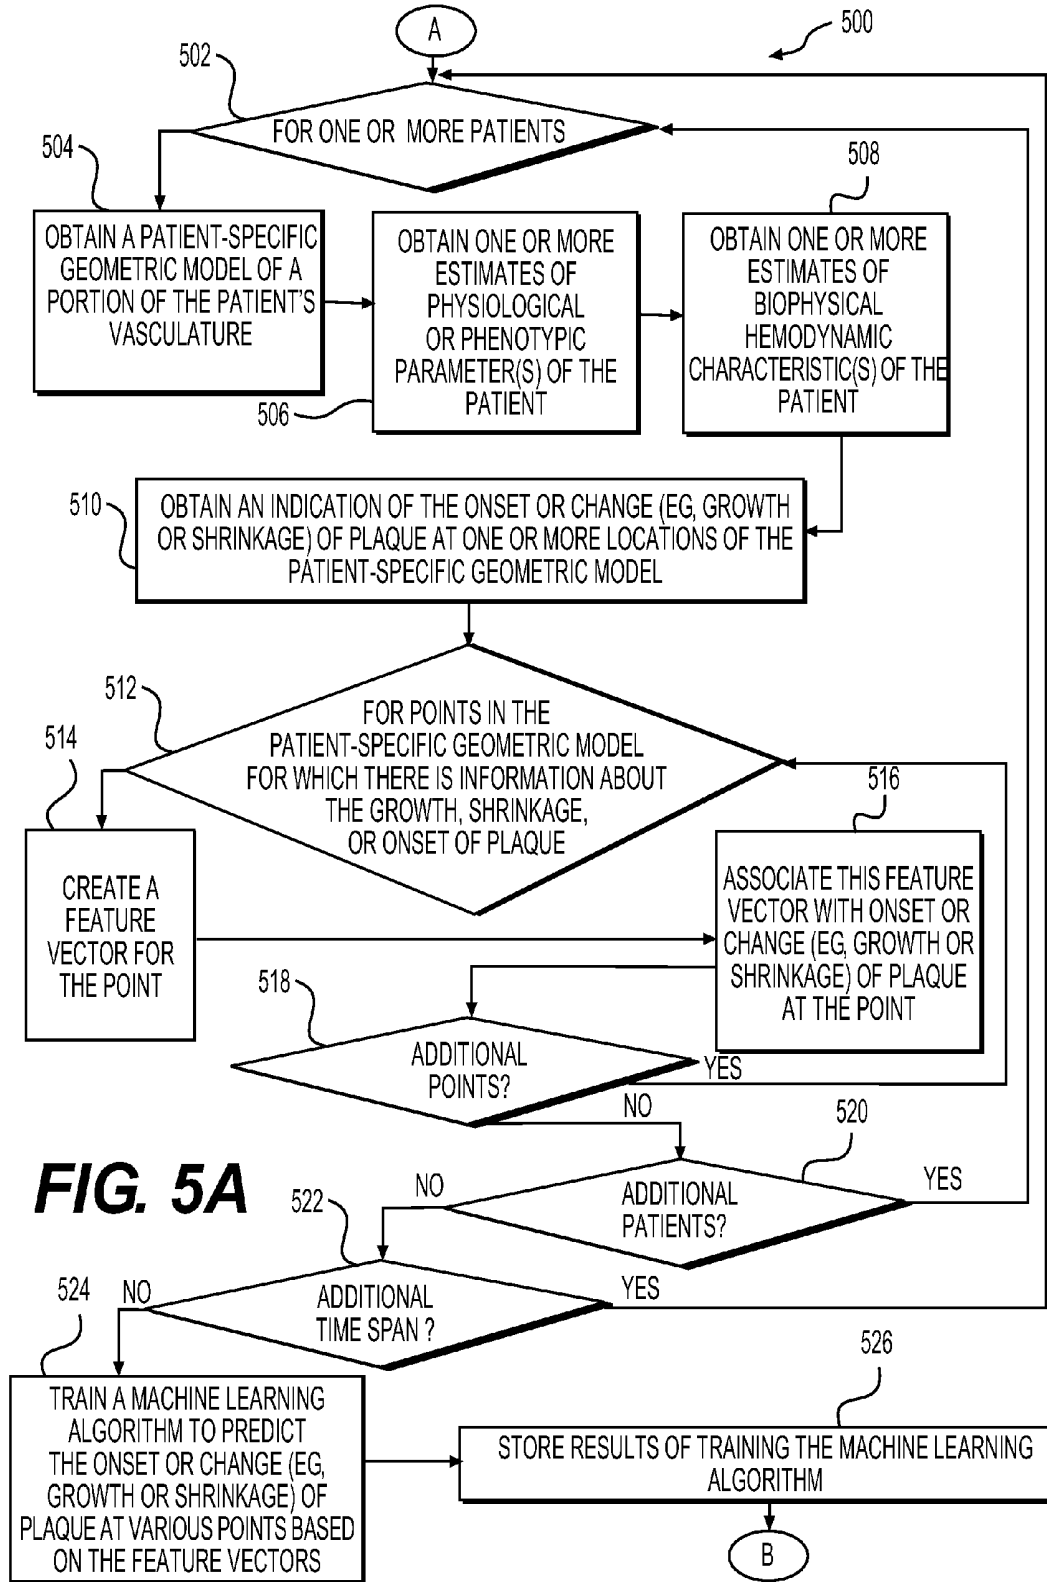 A
500
502
FOR ONE OR MORE PATIENTS
504
508
OBTAIN A PATIENT-SPECIFIC
GEOMETRIC MODEL OF A
PORTION OF THE PATIENT'S
VASCULATURE
OBTAIN ONE OR MORE
ESTIMATES OF
PHYSIOLOGICAL
OR PHENOTYPIC
PARAMETER(S) OF THE
PATIENT
506
OBTAIN ONE OR MORE
ESTIMATES OF
BIOPHYSICAL
HEMODYNAMIC
CHARACTERISTIC(S) OF THE
PATIENT
510
OBTAIN AN INDICATION OF THE ONSET OR CHANGE (EG, GROWTH
OR SHRINKAGE) OF PLAQUE AT ONE OR MORE LOCATIONS OF THE
PATIENT-SPECIFIC GEOMETRIC MODEL
512
FOR POINTS IN THE
PATIENT-SPECIFIC GEOMETRIC MODEL
FOR WHICH THERE IS INFORMATION ABOUT
THE GROWTH, SHRINKAGE,
OR ONSET OF PLAQUE
514
CREATE A
FEATURE
VECTOR FOR
THE POINT
516
ASSOCIATE THIS FEATURE
VECTOR WITH ONSET OR
CHANGE (EG, GROWTH OR
SHRINKAGE) OF PLAQUE
AT THE POINT
518
ADDITIONAL
POINTS?
YES
NO
520
ADDITIONAL
PATIENTS?
YES
NO
FIG. 5A
522
ADDITIONAL
TIME SPAN ?
YES
NO
524
TRAIN A MACHINE LEARNING
ALGORITHM TO PREDICT
THE ONSET OR CHANGE (EG,
GROWTH OR SHRINKAGE) OF
PLAQUE AT VARIOUS POINTS BASED
ON THE FEATURE VECTORS
526
STORE RESULTS OF TRAINING THE MACHINE LEARNING
ALGORITHM
B